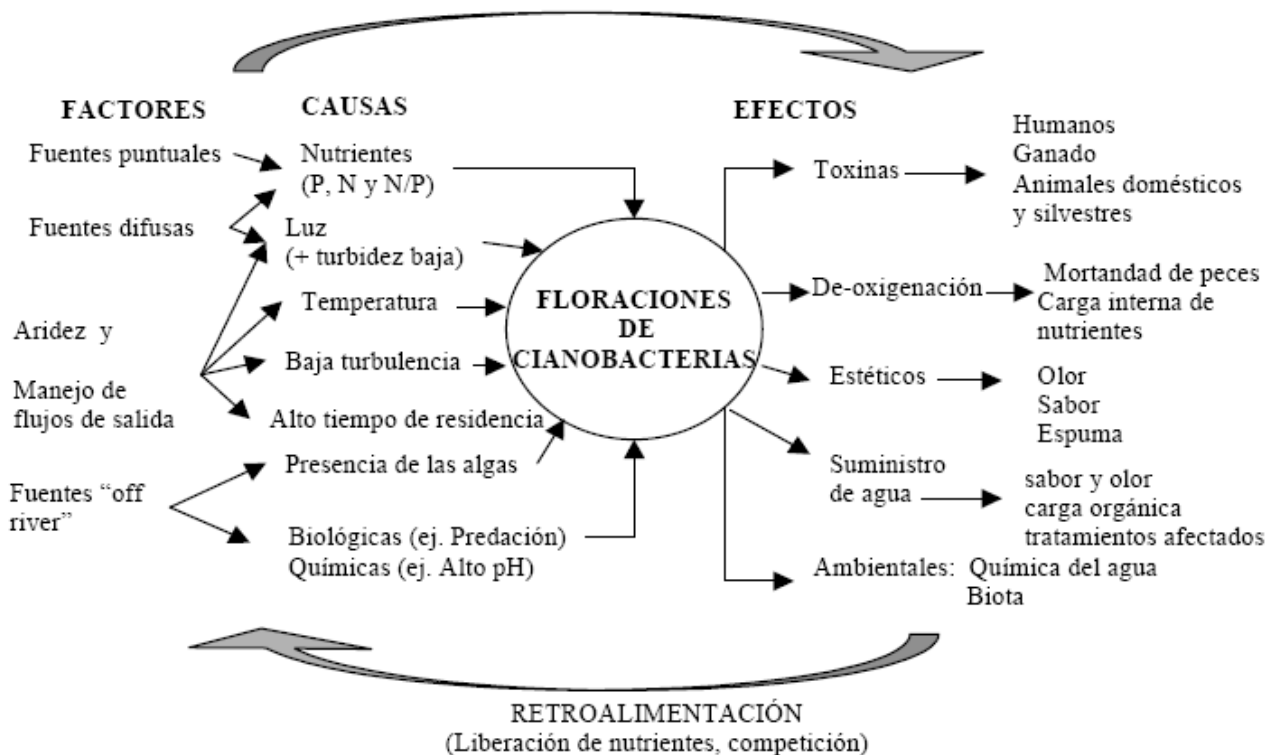 FACTORES
CAUSAS
EFECTOS
Fuentes puntuales
Fuentes difusas
Aridez y
Manejo de
flujos de salida
Fuentes “off
river”
Nutrientes
(P, N y N/P)
Luz
(+ turbidez baja)
Temperatura
Baja turbulencia
Alto tiempo de residencia
Presencia de las algas
Biológicas (ej. Predación)
Químicas (ej. Alto pH)
FLORACIONES
DE
CIANOBACTERIAS
Toxinas
Humanos
Ganado
Animales domésticos
y silvestres
De-oxigenación
Mortandad de peces
Carga interna de
nutrientes
Estéticos
Olor
Sabor
Espuma
Suministro
de agua
sabor y olor
carga orgánica
tratamientos afectados
Ambientales: Química del agua
Biota
RETROALIMENTACIÓN
(Liberación de nutrientes, competición)